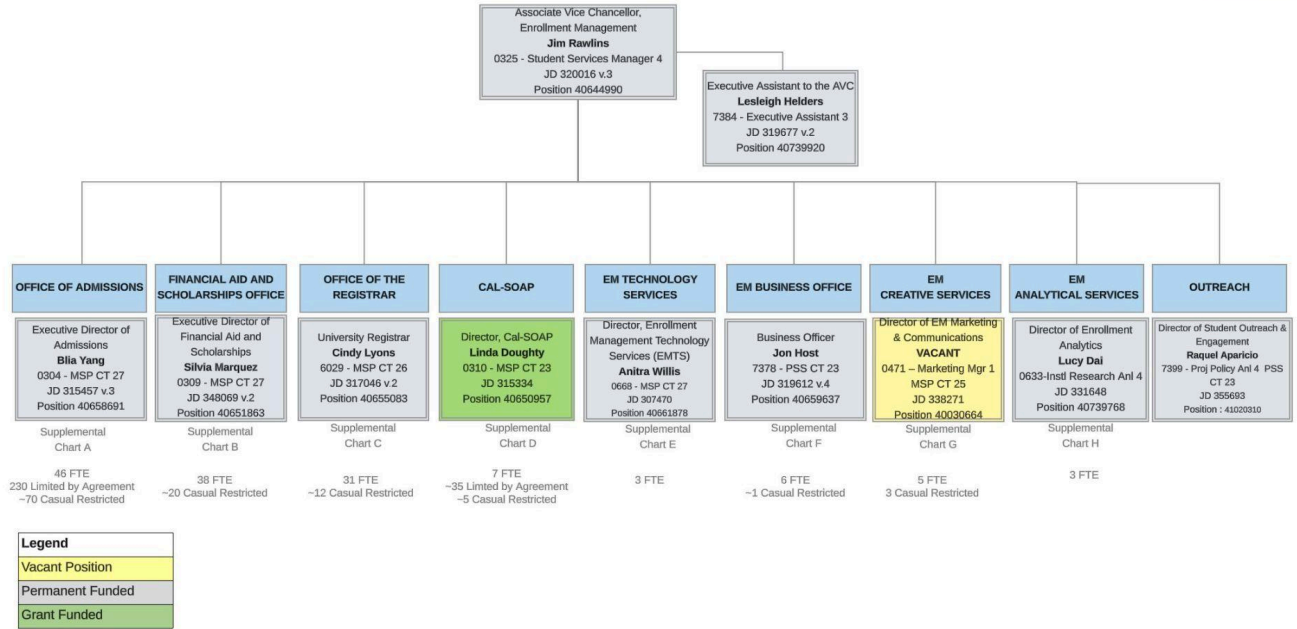 Associate Vice Chancellor,
Enrollment Management
Jim Rawlins
0325 - Student Services Manager 4
JD 320016 v.3
Position 40644990
Executive Assistant to the AVC
Lesleigh Helders
7384 - Executive Assistant 3
JD 319677 v.2
Position 40739920
OFFICE OF ADMISSIONS
Executive Director of
Admissions
Blia Yang
0304 - MSP CT 27
JD 315457 v.3
Position 40658691
Supplemental
Chart A
46 FTE
230 Limted by Agreement
~70 Casual Restricted
FINANCIAL AID AND
SCHOLARSHIPS OFFICE
Executive Director of
Financial Aid and
Scholarships
Silvia Marquez
0309 - MSP CT 27
JD 348069 v.2
Position 40651863
Supplemental
Chart B
38 FTE
~20 Casual Restricted
OFFICE OF THE
REGISTRAR
University Registrar
Cindy Lyons
6029 - MSP CT 26
JD 317046 v.2
Position 40655083
Supplemental
Chart C
31 FTE
~12 Casual Restricted
CAL-SOAP
Director, Cal-SOAP
Linda Doughty
0310 - MSP CT 23
JD 315334
Position 40650957
Supplemental
Chart D
7 FTE
~35 Limted by Agreement
~5 Casual Restricted
EM TECHNOLOGY
SERVICES
Director, Enrollment
Management Technology
Services (EMTS)
Anitra Willis
0668 - MSP CT 27
JD 307470
Position 40661878
Supplemental
Chart E
3 FTE
EM BUSINESS OFFICE
Business Officer
Jon Host
7378 - PSS CT 23
JD 319612 v.4
Position 40659637
Supplemental
Chart F
6 FTE
~1 Casual Restricted
EM
CREATIVE SERVICES
Director of EM Marketing
& Communications
VACANT
0471 – Marketing Mgr 1
MSP CT 25
JD 338271
Position 40030664
Supplemental
Chart G
5 FTE
3 Casual Restricted
EM
ANALYTICAL SERVICES
Director of Enrollment
Analytics
Lucy Dai
0633-Instl Research Anl 4
JD 331648
Position 40739768
Supplemental
Chart H
3 FTE
OUTREACH
Director of Student Outreach &
Engagement
Raquel Aparicio
7399 - Proj Policy Anl 4 PSS
CT 23
JD 355693
Position : 41020310
Legend
Vacant Position
Permanent Funded
Grant Funded